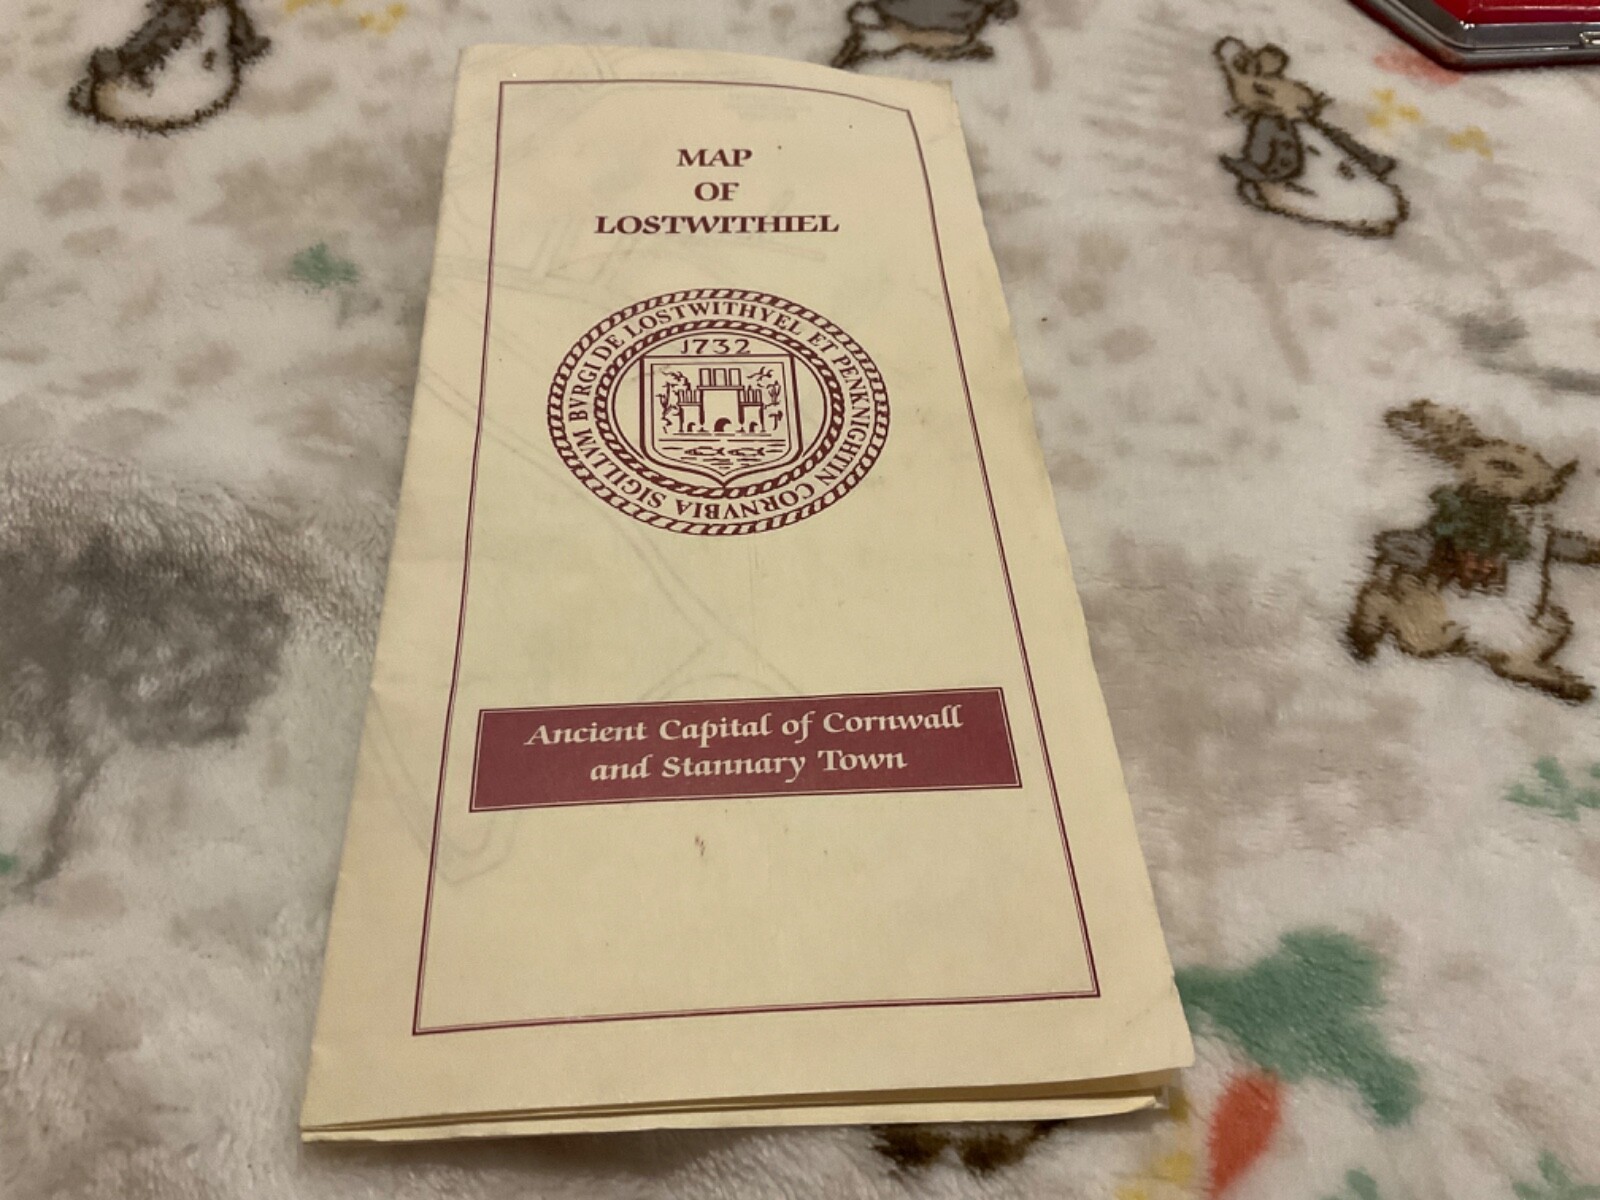 MAP
OF
LOSTWITHIEL
SIGILLVM BVRGI DE LOSTWITHYEL ET PENKNIGHTIN CORNVBIA
1732
Ancient Capital of Cornwall
and Stannary Town